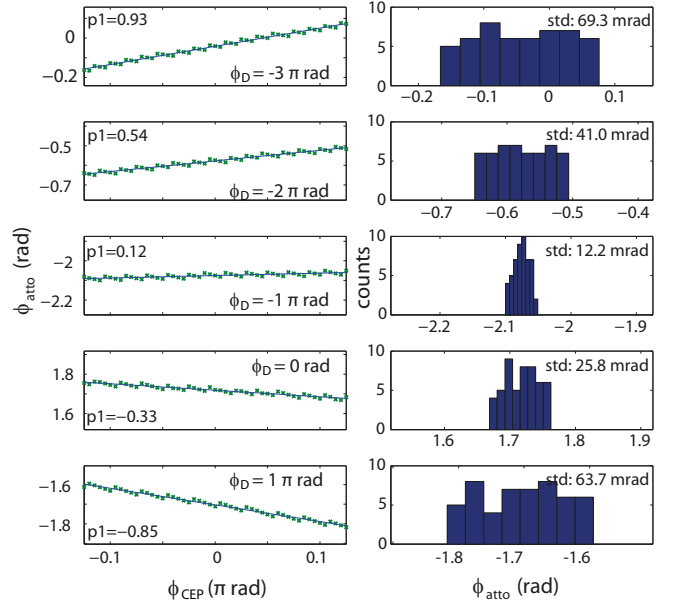 p1=0.93
0
−0.2
ϕD = -3 π rad
10
5
0
std: 69.3 mrad
−0.2
−0.1
0
0.1
p1=0.54
−0.5
−0.7
ϕD = -2 π rad
10
5
0
std: 41.0 mrad
−0.7
−0.6
−0.5
−0.4
p1=0.12
−2
−2.2
ϕD = -1 π rad
ϕatto (rad)
counts
10
5
0
std: 12.2 mrad
−2.2
−2.1
−2
−1.9
ϕD = 0 rad
1.8
1.6
p1=−0.33
10
5
0
std: 25.8 mrad
1.6
1.7
1.8
1.9
ϕD = 1 π rad
−1.6
−1.8
p1=−0.85
−0.1
0
0.1
ϕCEP (π rad)
10
5
0
std: 63.7 mrad
-1.8
-1.7
-1.6
ϕatto (rad)